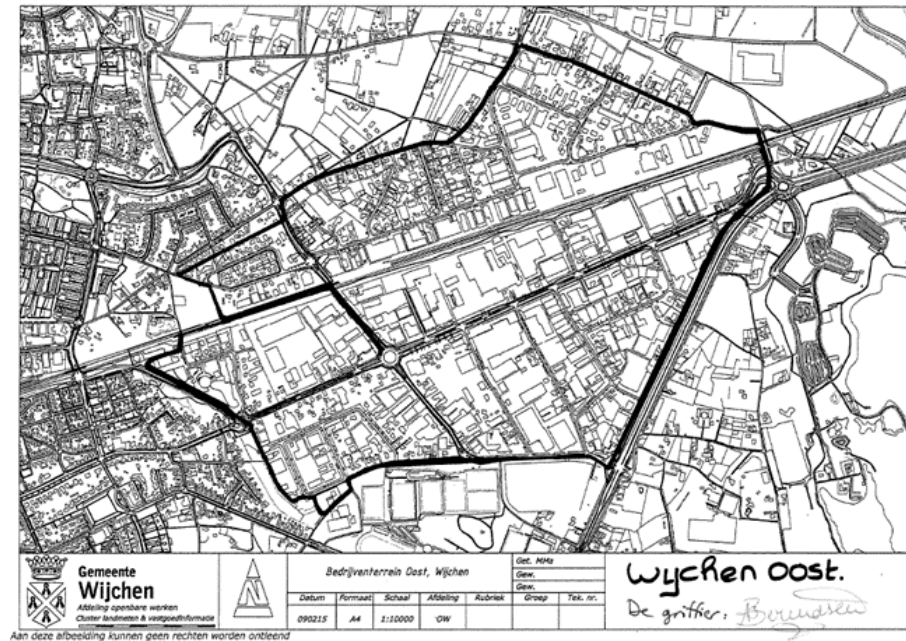 Gemeente
Wijchen
Afdeling openbare werken
Cluster landmeten & vastgoedinformatie
N
Bedrijventerrein Oost, Wijchen
Datum Formaat Schaal Afdeling Rubriek Groep Tek. nr.
090215 A4 1:10000 OW
Get. MHa
Gew.
Gew.
Wychen Oost.
De griffier: ABerendsen
Aan deze afbeelding kunnen geen rechten worden ontleend